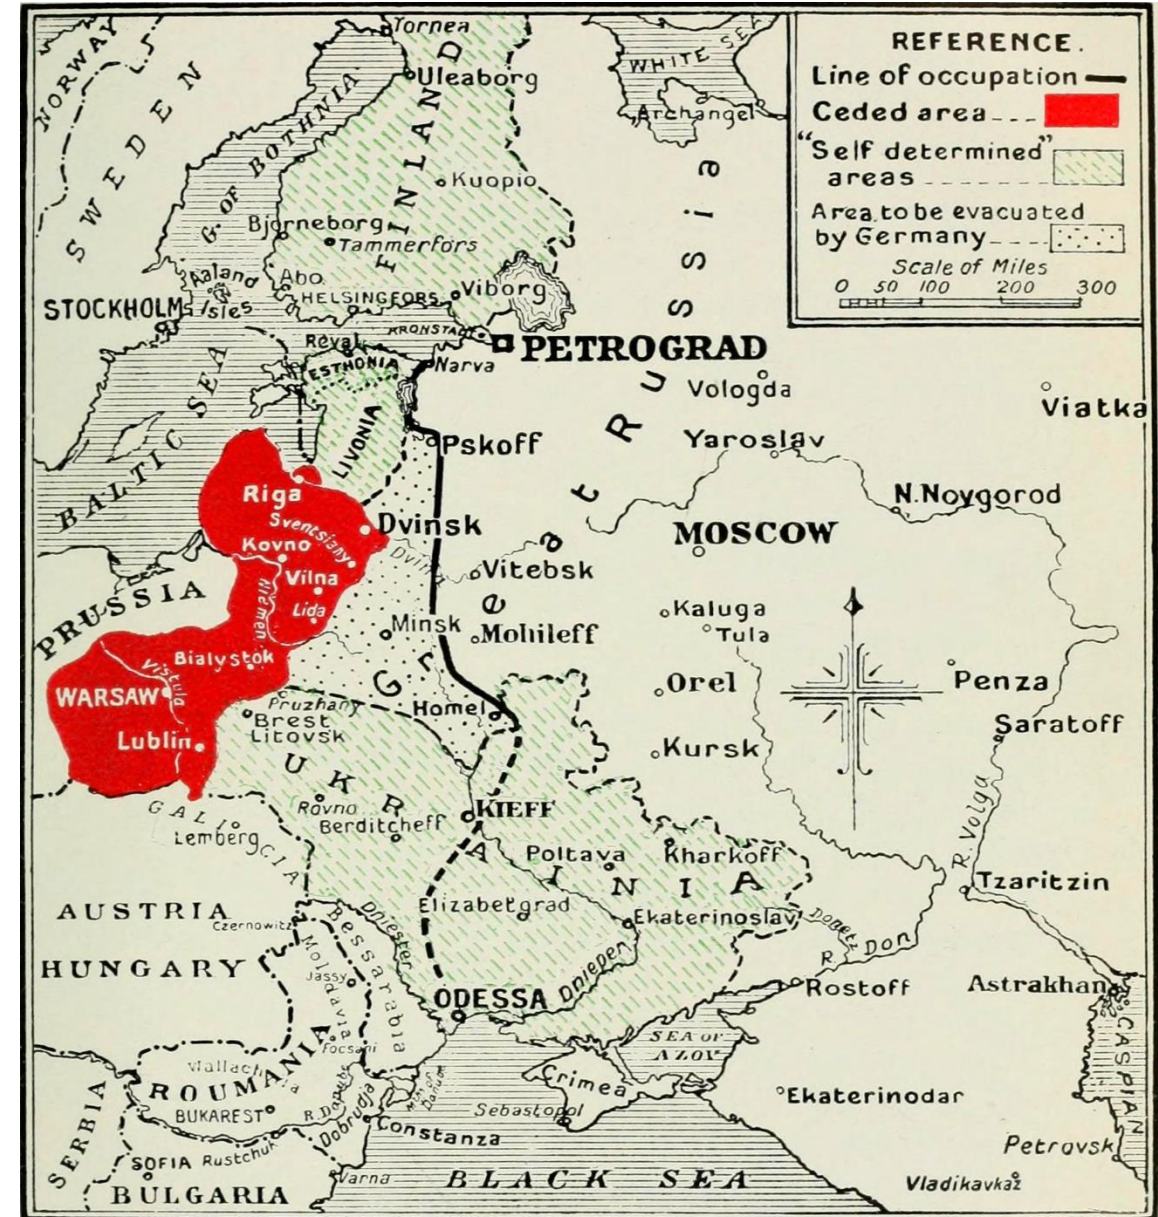 REFERENCE.
Line of occupation
Ceded area
"Self determined"
areas
Area to be evacuated
by Germany
Scale of Miles
0 50 100 200 300
NORWAY
SWEDEN
G. OF BOTHNIA
Tornea
Uleaborg
FINLAND
Kuopio
Bjorneborg
Tammerfors
Aaland
Isles
Abo
HELSINGFORS
Viborg
STOCKHOLM
WHITE SEA
Archangel
Great Russia
KRONSTADT
PETROGRAD
Reval
ESTHONIA
Narva
LIVONIA
BALTIC SEA
Pskoff
Vologda
Viatka
Yaroslav
N.Novgorod
MOSCOW
Riga
Dvinsk
Sventsiany
Kovno
Vilna
Niemen
Lida
Dvina
Vitebsk
PRUSSIA
Minsk
Mohileff
Kaluga
Tula
Bialystok
Vistula
WARSAW
Lublin
Pruzhany
Brest
Litovsk
Homel
Orel
Penza
Kursk
Saratoff
R. Volga
UKRAINIA
GALICIA
Lemberg
Rovno
Berditcheff
KIEFF
Poltava
Kharkoff
Tzaritzin
AUSTRIA
HUNGARY
Czernowitz
Elizabetgrad
Ekaterinoslav
Donetz
R. Don
Dniester
Dnieper
Bessarabia
Moldavia
Jassy
Focsani
ODESSA
Rostoff
Astrakhan
SEA OF
AZOV
CASPIAN
Crimea
Sebastopol
Ekaterinodar
ROUMANIA
Wallachia
BUKAREST
R. Danube
Dobrudja
Constanza
SERBIA
SOFIA
Rustchuk
BULGARIA
Varna
BLACK SEA
Petrovsk
Vladikavkaz